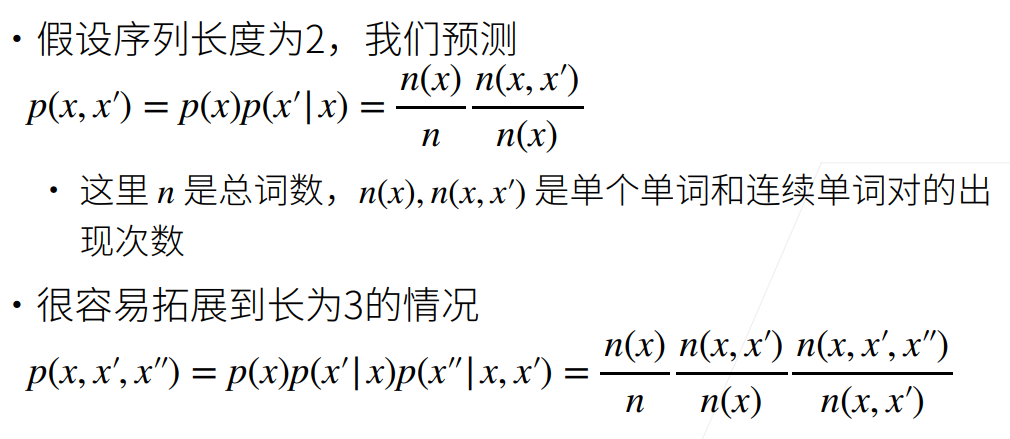 • 假设序列长度为2，我们预测
p(x, x′) = p(x)p(x′|x) = \frac{n(x)}{n} \frac{n(x, x′)}{n(x)}
• 这里 n 是总词数，n(x), n(x, x′) 是单个单词和连续单词对的出
现次数
• 很容易拓展到长为3的情况
p(x, x′, x″) = p(x)p(x′|x)p(x″|x, x′) = \frac{n(x)}{n} \frac{n(x, x′)}{n(x)} \frac{n(x, x′, x″)}{n(x, x′)}